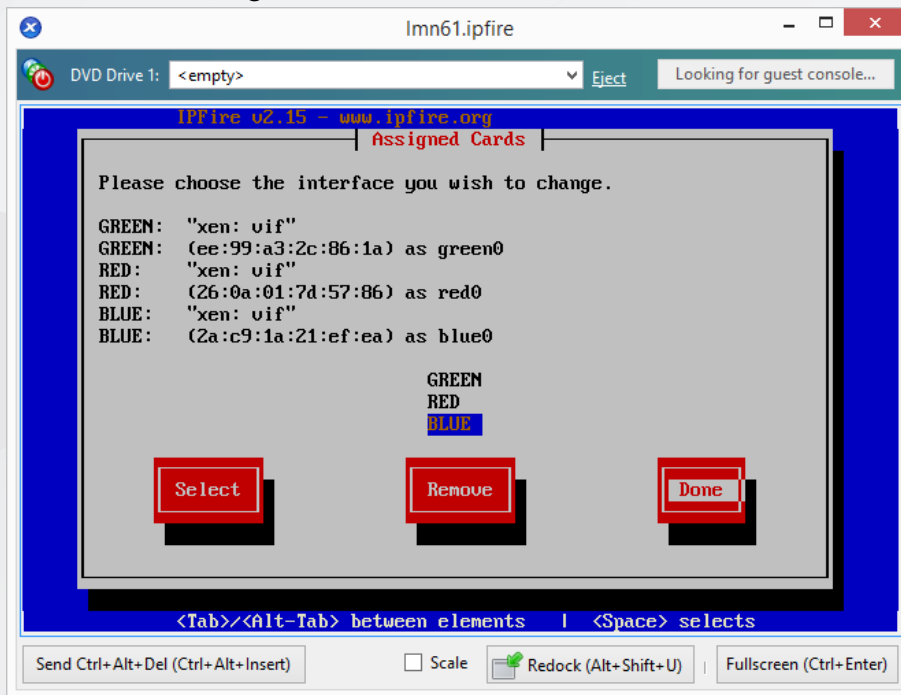 lmn61.ipfire
DVD Drive 1: <empty> Eject Looking for guest console...
IPFire v2.15 - www.ipfire.org
Assigned Cards
Please choose the interface you wish to change.
GREEN: "xen: vif"
GREEN: (ee:99:a3:2c:86:1a) as green0
RED: "xen: vif"
RED: (26:0a:01:7d:57:86) as red0
BLUE: "xen: vif"
BLUE: (2a:c9:1a:21:ef:ea) as blue0
GREEN
RED
BLUE
Select Remove Done
<Tab>/<Alt-Tab> between elements | <Space> selects
Send Ctrl+Alt+Del (Ctrl+Alt+Insert) Scale Redock (Alt+Shift+U) Fullscreen (Ctrl+Enter)